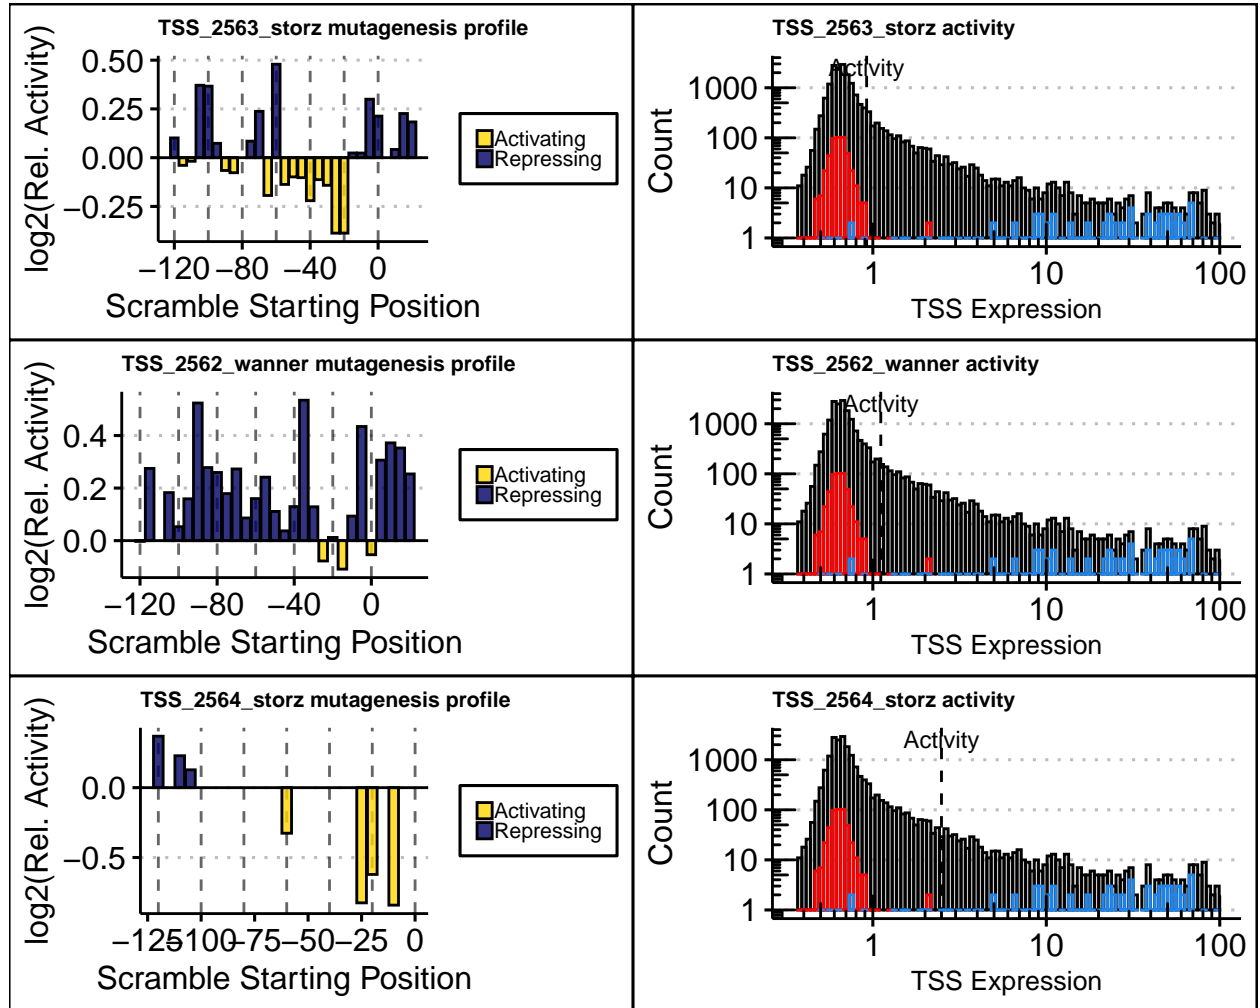 TSS_2563_storz mutagenesis profile
log2(Rel. Activity)
0.50
0.25
0.00
−0.25
−120 −80 −40 0
Scramble Starting Position
Activating
Repressing
TSS_2563_storz activity
Activity
Count
1000
100
10
1
1 10 100
TSS Expression
TSS_2562_wanner mutagenesis profile
log2(Rel. Activity)
0.4
0.2
0.0
−120 −80 −40 0
Scramble Starting Position
Activating
Repressing
TSS_2562_wanner activity
Activity
Count
1000
100
10
1
1 10 100
TSS Expression
TSS_2564_storz mutagenesis profile
log2(Rel. Activity)
0.0
−0.5
−125 −100 −75 −50 −25 0
Scramble Starting Position
Activating
Repressing
TSS_2564_storz activity
Activity
Count
1000
100
10
1
1 10 100
TSS Expression